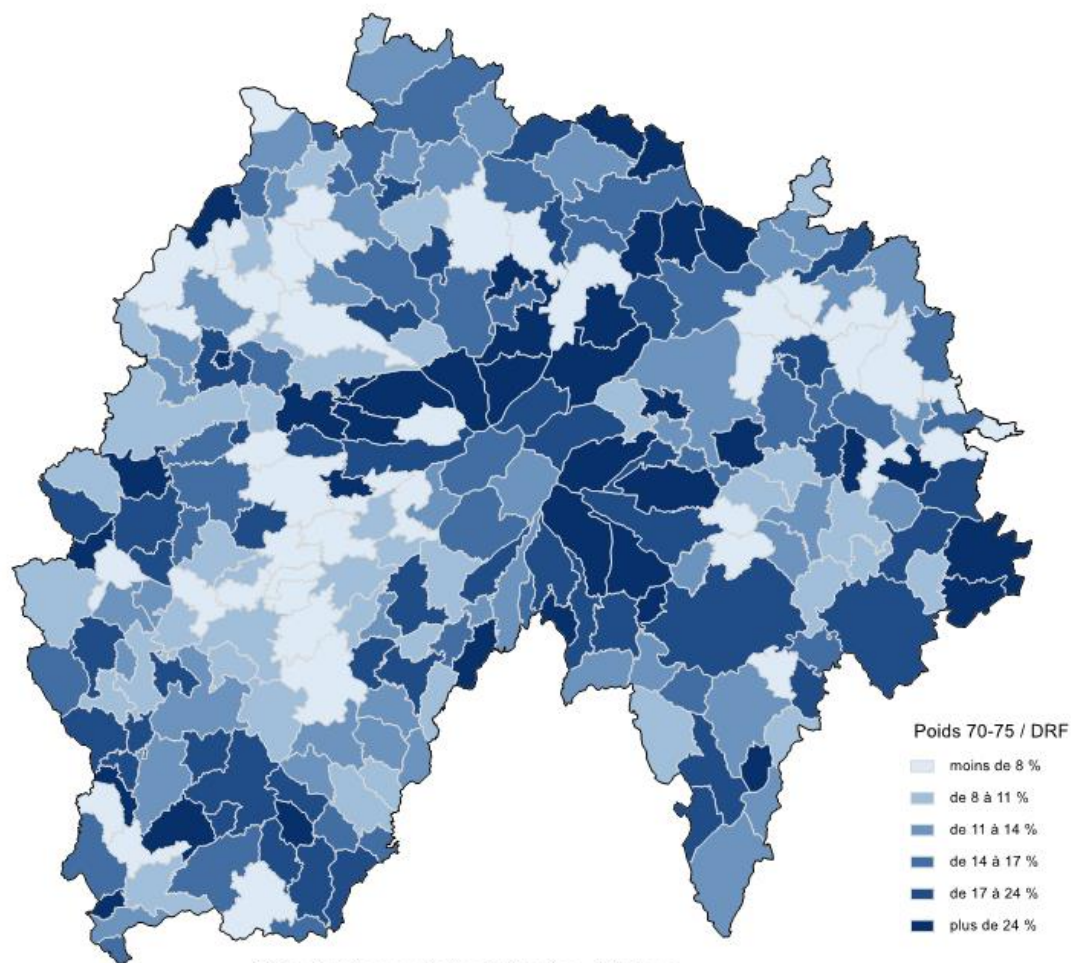 Poids 70-75 / DRF
moins de 8 %
de 8 à 11 %
de 11 à 14 %
de 14 à 17 %
de 17 à 24 %
plus de 24 %